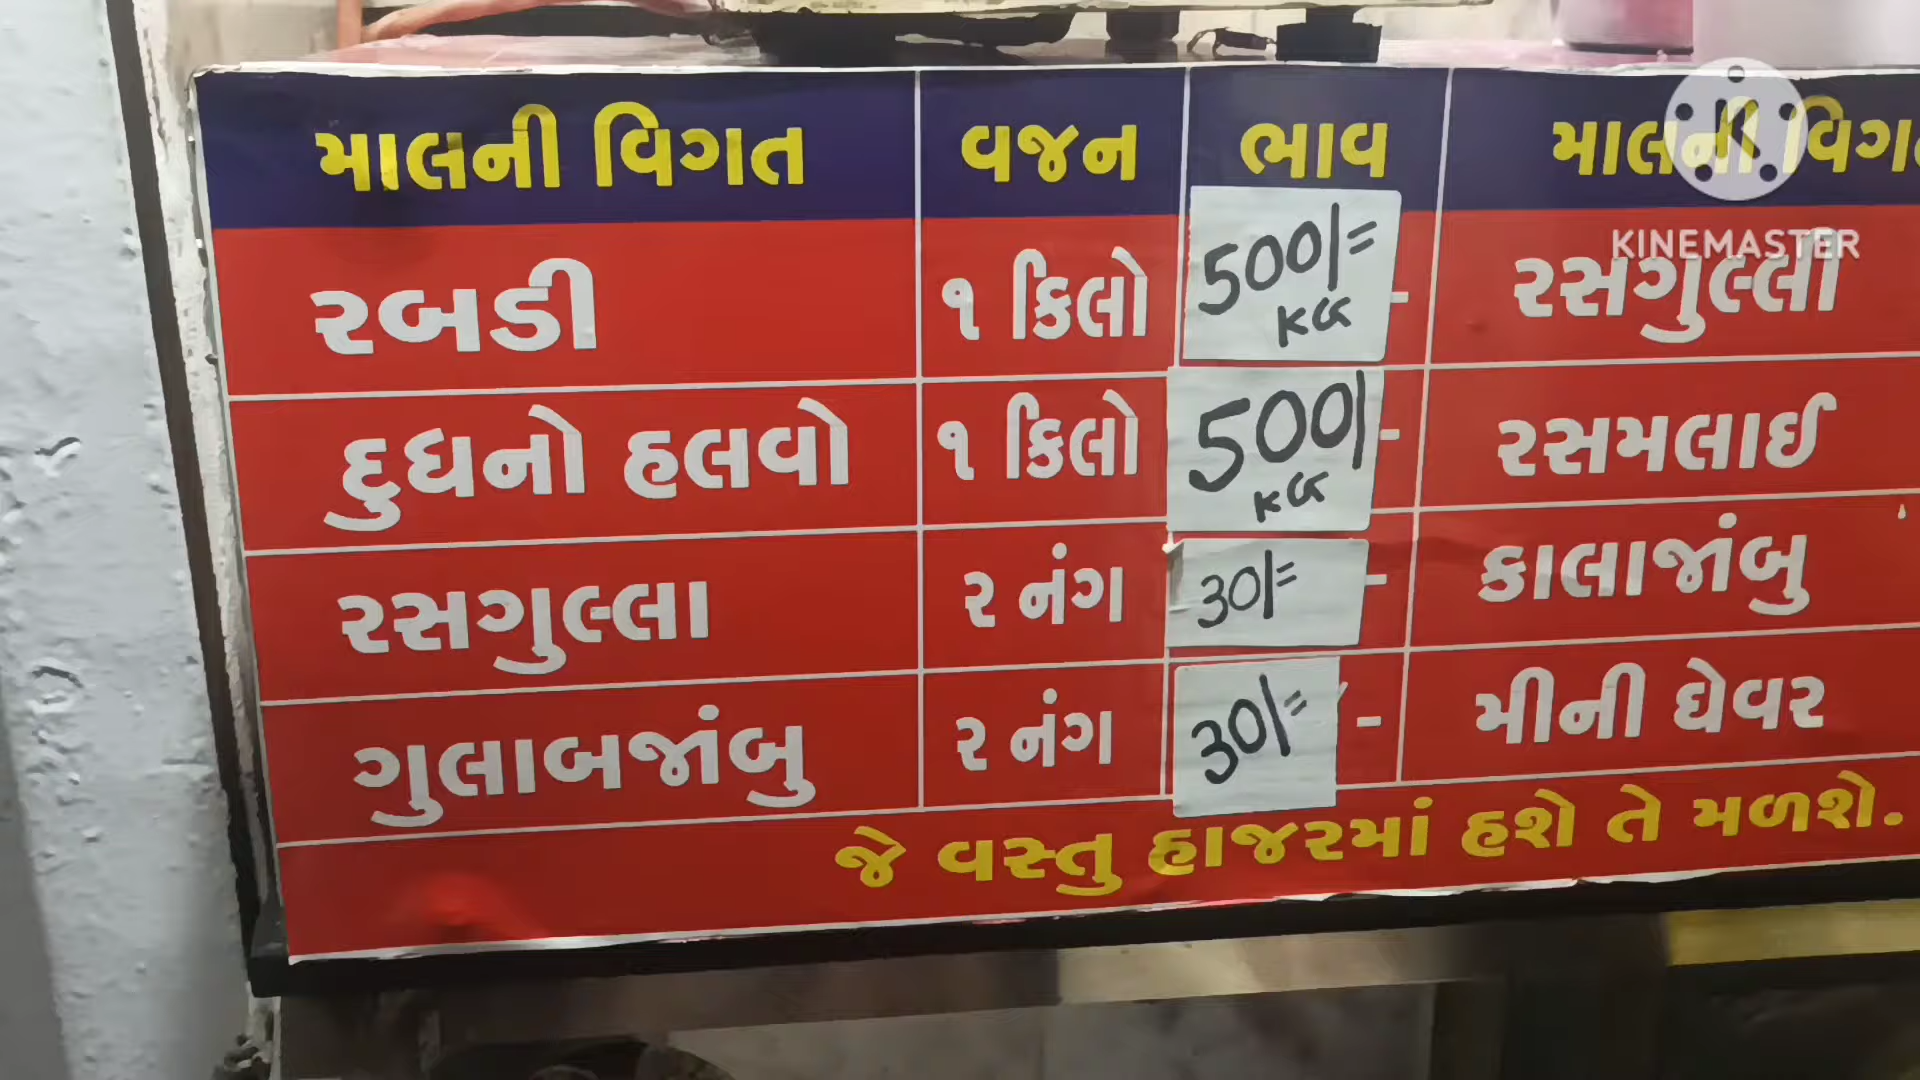 માલની વિગત વજન ભાવ માલની
KINEMASTER
રબડી ૧ કિલો 500/= KG રસગુલ્લી
દુધનો હલવો ૧ કિલો 500/- KG રસમલાઈ
રસગુલ્લા ૨ નંગ 30/= - કાલાજાંબુ
ગુલાબજાંબુ ૨ નંગ 30/= - મીની ઘેવર
જે વસ્તુ હાજરમાં હશે તે મળશે.